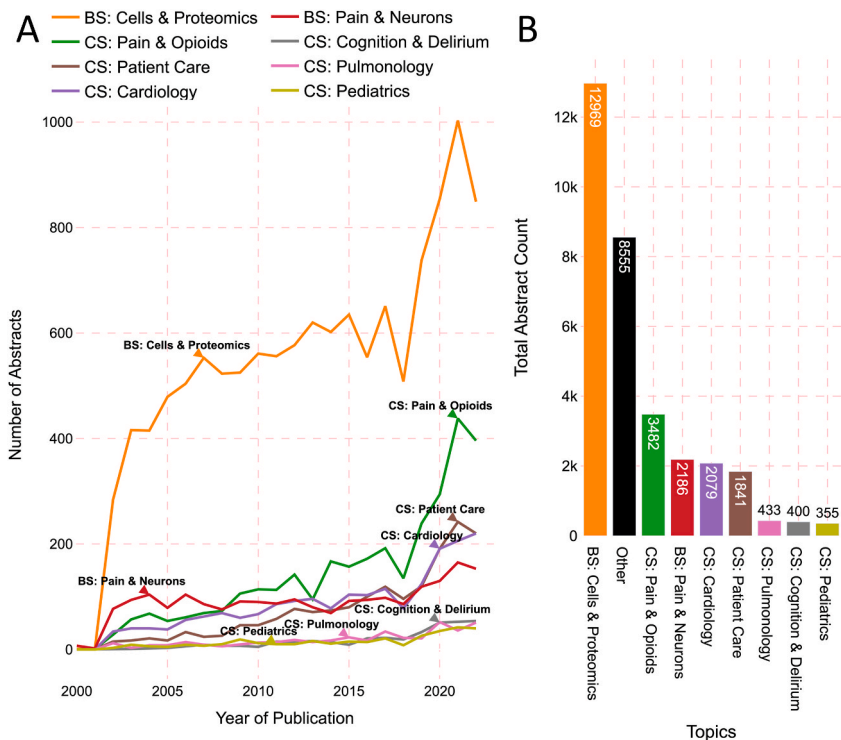 A
BS: Cells & Proteomics
BS: Pain & Neurons
CS: Pain & Opioids
CS: Cognition & Delirium
CS: Patient Care
CS: Pulmonology
CS: Cardiology
CS: Pediatrics
1000
800
600
400
200
0
Number of Abstracts
BS: Cells & Proteomics
CS: Pain & Opioids
CS: Patient Care
CS: Cardiology
BS: Pain & Neurons
CS: Cognition & Delirium
CS: Pulmonology
CS: Pediatrics
2000
2005
2010
2015
2020
Year of Publication
B
12k
10k
8k
6k
4k
2k
0
Total Abstract Count
12969
8555
3482
2186
2079
1841
433
400
355
BS: Cells & Proteomics
Other
CS: Pain & Opioids
BS: Pain & Neurons
CS: Cardiology
CS: Patient Care
CS: Pulmonology
CS: Cognition & Delirium
CS: Pediatrics
Topics